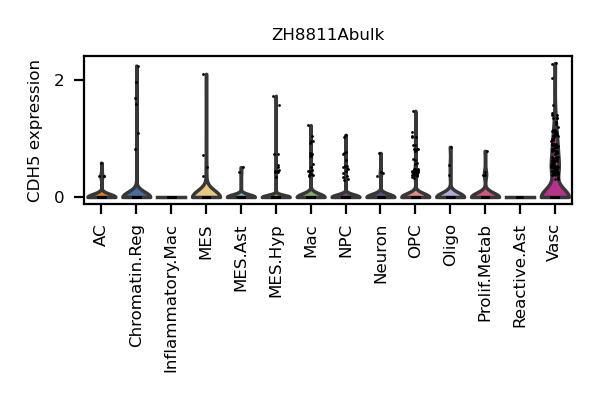 ZH8811Abulk
CDH5 expression
2
0
AC
Chromatin.Reg
Inflammatory.Mac
MES
MES.Ast
MES.Hyp
Mac
NPC
Neuron
OPC
Oligo
Prolif.Metab
Reactive.Ast
Vasc